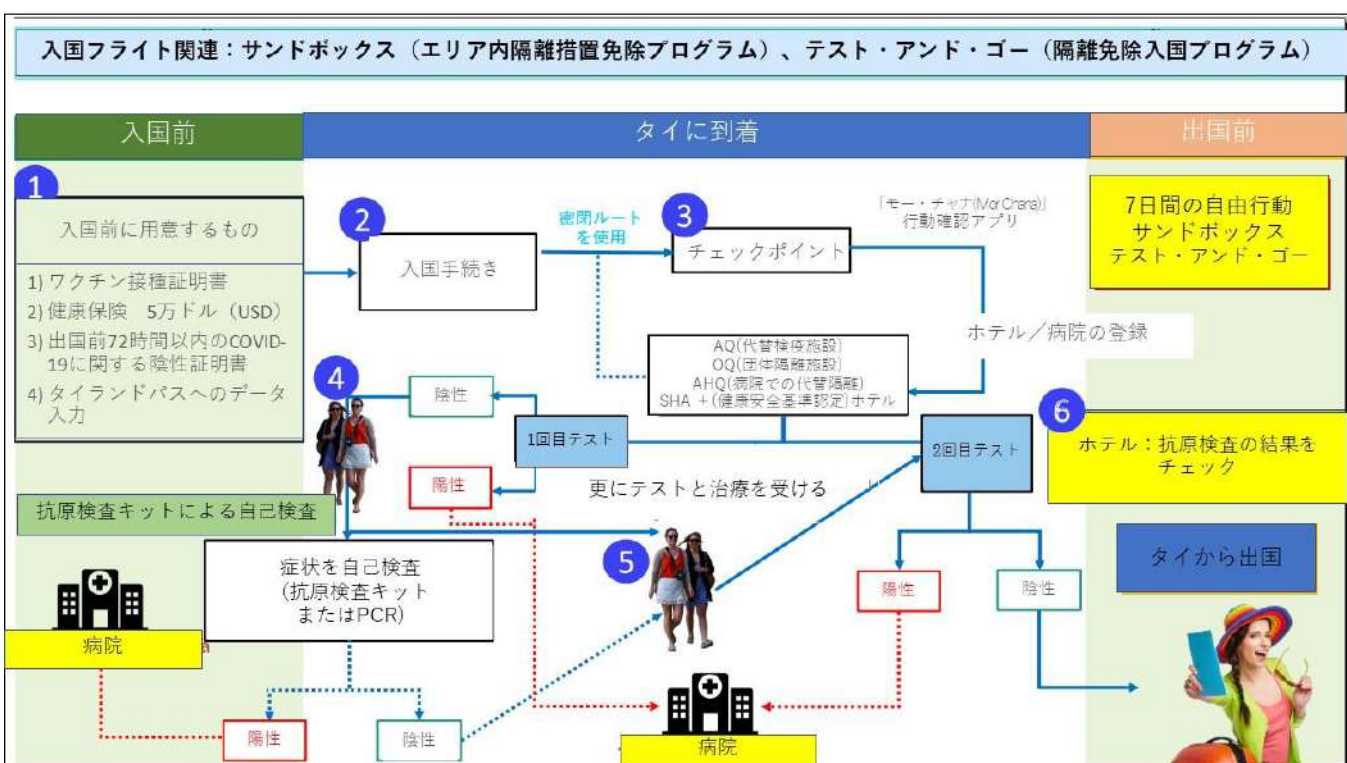 入国フライト関連：サンドボックス（エリア内隔離措置免除プログラム）、テスト・アンド・ゴー（隔離免除入国プログラム）
入国前
タイに到着
出国前
1
入国前に用意するもの
1) ワクチン接種証明書
2) 健康保険　5万ドル（USD）
3) 出国前72時間以内のCOVID-
19に関する陰性証明書
4) タイランドパスへのデータ
入力
2
入国手続き
密閉ルート
を使用
3
チェックポイント
「モー・チャナ(Mor Chana)」
行動確認アプリ
7日間の自由行動
サンドボックス
テスト・アンド・ゴー
ホテル／病院の登録
AQ(代替検疫施設)
OQ(団体隔離施設)
AHQ(病院での代替隔離)
SHA +(健康安全基準認定)ホテル
4
陰性
1回目テスト
陽性
更にテストと治療を受ける
2回目テスト
6
ホテル：抗原検査の結果を
チェック
抗原検査キットによる自己検査
症状を自己検査
(抗原検査キット
またはPCR)
5
陽性
陰性
タイから出国
病院
陽性
陰性
病院